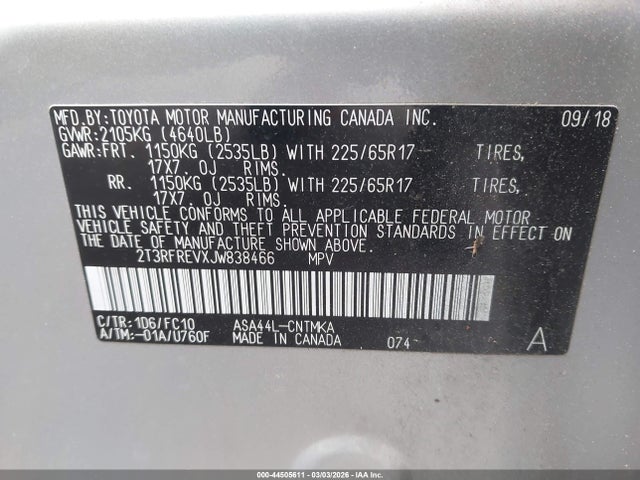 MFD.BY:TOYOTA MOTOR MANUFACTURING CANADA INC. 09/18
GVWR:2105KG (4640LB)
GAWR:FRT. 1150KG (2535LB) WITH 225/65R17 TIRES,
17X7. 0J RIMS.
RR. 1150KG (2535LB) WITH 225/65R17 TIRES,
17X7. 0J RIMS.
THIS VEHICLE CONFORMS TO ALL APPLICABLE FEDERAL MOTOR
VEHICLE SAFETY AND THEFT PREVENTION STANDARDS IN EFFECT ON
THE DATE OF MANUFACTURE SHOWN ABOVE.
2T3RFREVXJW838466 MPV
C/TR:1D6/FC10 ASA44L-CNTMKA
A/TM:-01A/U760F MADE IN CANADA 074 A
000-44505611 | 03/03/2026 - IAAI.COM